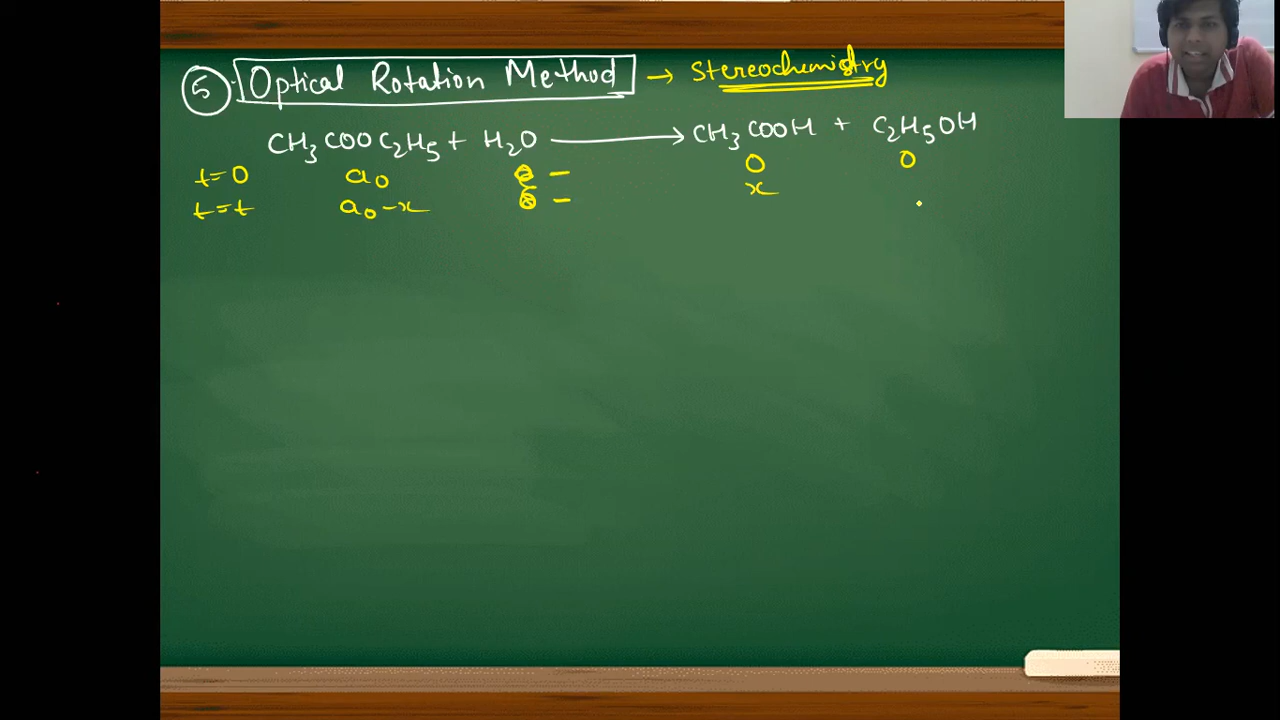 5 Optical Rotation Method → Stereochemistry
CH₃COOC₂H₅ + H₂O ⟶ CH₃COOH + C₂H₅OH
t=0 a₀ – 0 0
t=t a₀-x – x